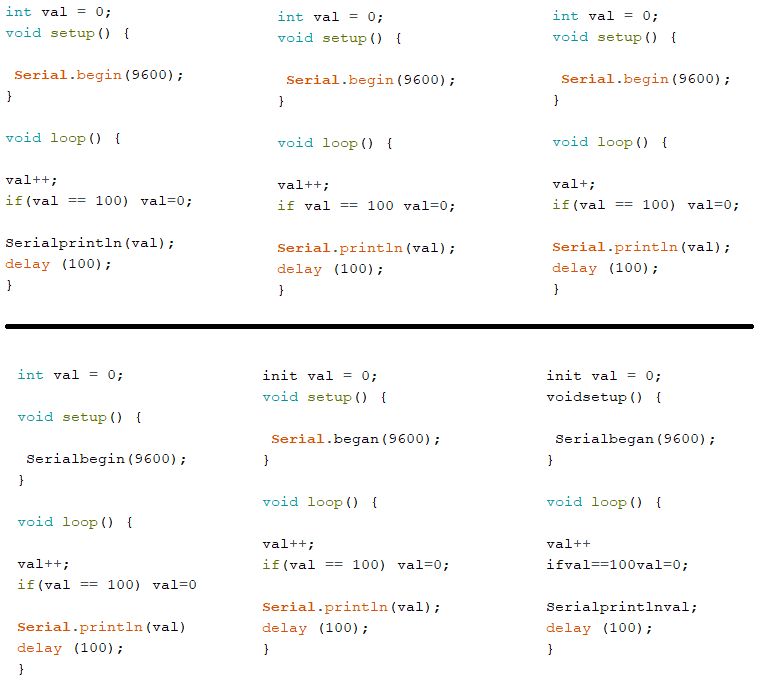 int val = 0;
void setup() {
Serial.begin(9600);
}
void loop() {
val++;
if(val == 100) val=0;
Serialprintln(val);
delay (100);
}
int val = 0;
void setup() {
Serial.begin(9600);
}
void loop() {
val++;
if val == 100 val=0;
Serial.println(val);
delay (100);
}
int val = 0;
void setup() {
Serial.begin(9600);
}
void loop() {
val+;
if(val == 100) val=0;
Serial.println(val);
delay (100);
}
int val = 0;
void setup() {
Serialbegin(9600);
}
void loop() {
val++;
if(val == 100) val=0
Serial.println(val)
delay (100);
}
init val = 0;
void setup() {
Serial.began(9600);
}
void loop() {
val++;
if(val == 100) val=0;
Serial.println(val);
delay (100);
}
init val = 0;
voidsetup() {
Serialbegan(9600);
}
void loop() {
val++
ifval==100val=0;
Serialprintlnval;
delay (100);
}